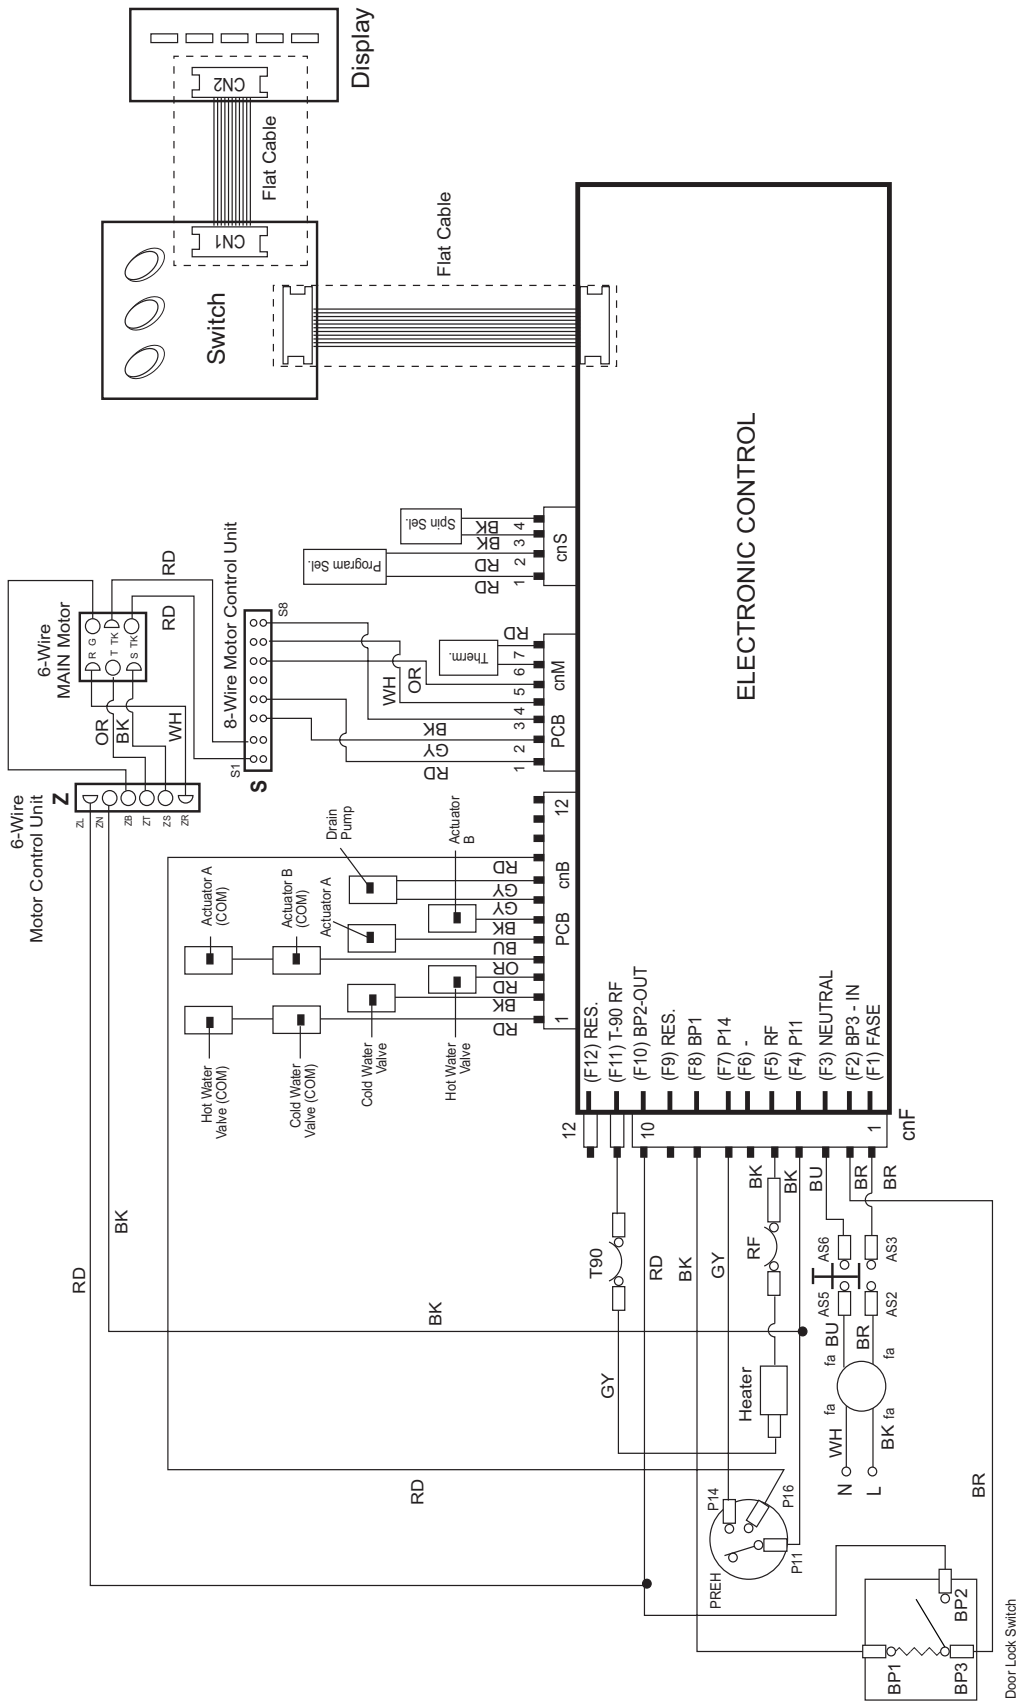 Display
CN2
Flat Cable
CN1
Switch
Flat Cable
ELECTRONIC CONTROL
6-Wire
MAIN Motor
R G
T TK
S TK
RD
RD
OR
BK
WH
6-Wire
Motor Control Unit
Z
ZL
ZN
ZB
ZT
ZS
ZR
8-Wire Motor Control Unit
S1
S8
S
Spin Sel.
Program Sel.
BK
BK
RD
RD
1 2 3 4
cnS
Therm.
RD
WH
OR
BK
GY
RD
1 2 3 4 5 6 7
PCB cnM
Drain
Pump
Actuator
B
Actuator A
(COM)
Actuator B
(COM)
Actuator A
RD
GY
GY
BK
BU
OR
RD
BK
RD
1 PCB cnB 12
Hot Water
Valve (COM)
Cold Water
Valve (COM)
Cold Water
Valve
Hot Water
Valve
(F12) RES.
(F11) T-90 RF
(F10) BP2-OUT
(F9) RES.
(F8) BP1
(F7) P14
(F6) -
(F5) RF
(F4) P11
(F3) NEUTRAL
(F2) BP3 - IN
(F1) FASE
12
10
1
cnF
RD
BK
BK
RD
T90
GY
RD
BK
GY
BK
RF
BK
BU
BR
BR
Heater
AS6
AS3
AS5
AS2
BU
BR
fa
fa
fa
fa
WH
BK
N
L
P14
P16
P11
PREH
BR
BP1
BP2
BP3
Door Lock Switch